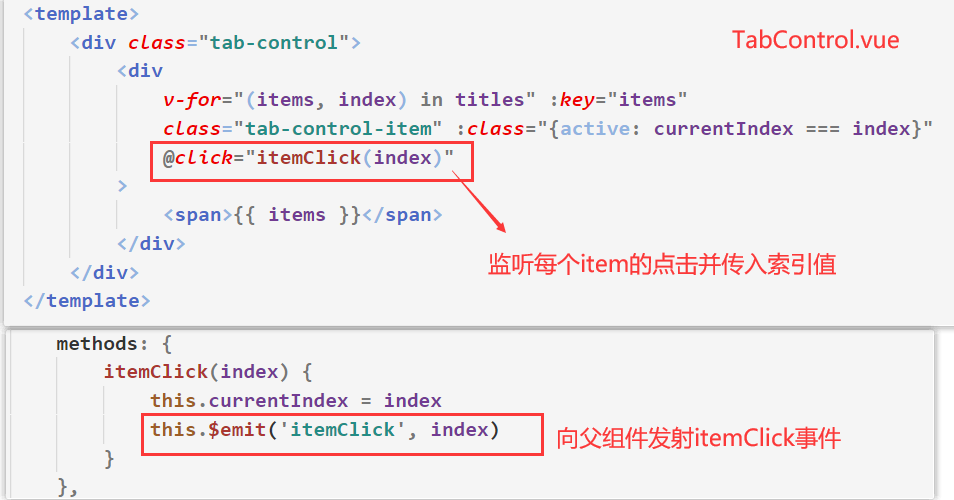 <template>
<div class="tab-control">
TabControl.vue
<div
v-for="(items, index) in titles" :key="items"
class="tab-control-item" :class="{active: currentIndex === index}"
@click="itemClick(index)"
>
<span>{{ items }}</span>
</div>
监听每个item的点击并传入索引值
</div>
</template>
methods: {
itemClick(index) {
this.currentIndex = index
this.$emit('itemClick', index)
向父组件发射itemClick事件
}
},